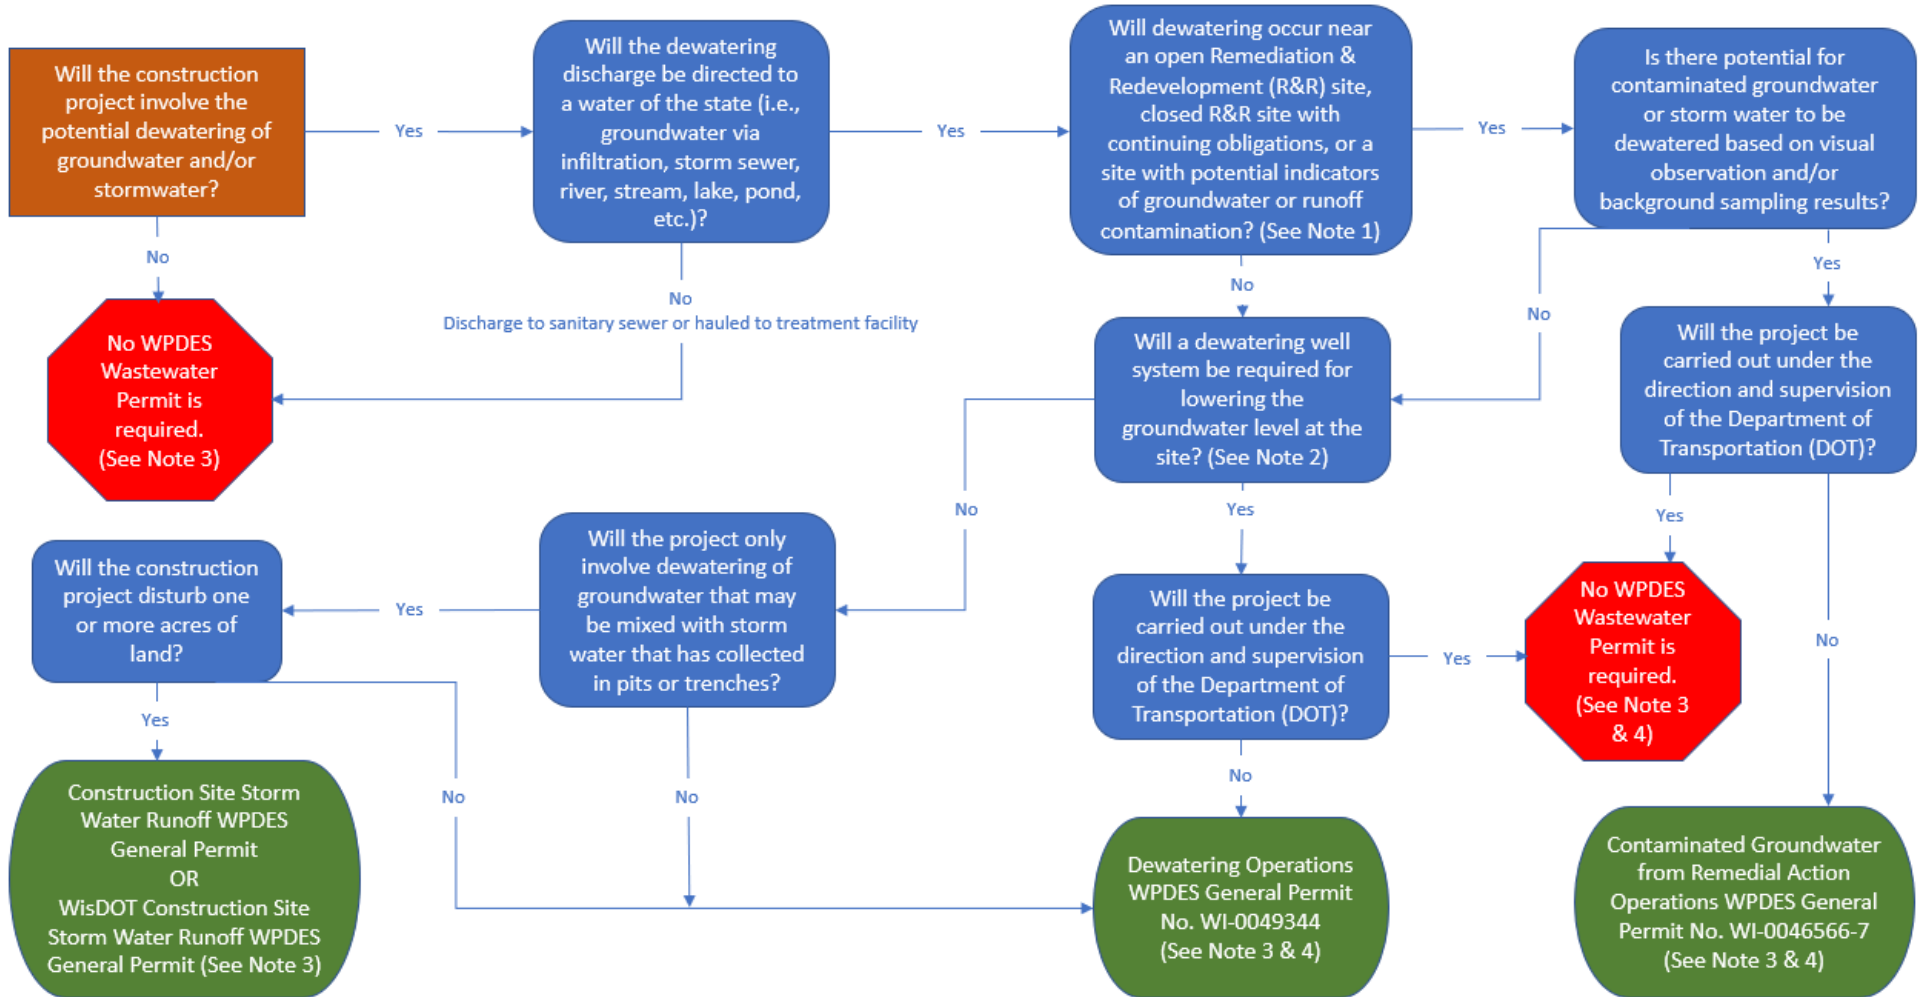 Will the construction
project involve the
potential dewatering of
groundwater and/or
stormwater?
Yes
Will the dewatering
discharge be directed to
a water of the state (i.e.,
groundwater via
infiltration, storm sewer,
river, stream, lake, pond,
etc.)?
Yes
Will dewatering occur near
an open Remediation &
Redevelopment (R&R) site,
closed R&R site with
continuing obligations, or a
site with potential indicators
of groundwater or runoff
contamination? (See Note 1)
Yes
Is there potential for
contaminated groundwater
or storm water to be
dewatered based on visual
observation and/or
background sampling results?
No
No
Discharge to sanitary sewer or hauled to treatment facility
No
No
Yes
No WPDES
Wastewater
Permit is
required.
(See Note 3)
Will a dewatering well
system be required for
lowering the
groundwater level at the
site? (See Note 2)
Will the project be
carried out under the
direction and supervision
of the Department of
Transportation (DOT)?
No
Yes
Yes
No
Will the construction
project disturb one
or more acres of
land?
Yes
Will the project only
involve dewatering of
groundwater that may
be mixed with storm
water that has collected
in pits or trenches?
Will the project be
carried out under the
direction and supervision
of the Department of
Transportation (DOT)?
Yes
No WPDES
Wastewater
Permit is
required.
(See Note 3
& 4)
Yes
No
No
No
Construction Site Storm
Water Runoff WPDES
General Permit
OR
WisDOT Construction Site
Storm Water Runoff WPDES
General Permit (See Note 3)
Dewatering Operations
WPDES General Permit
No. WI-0049344
(See Note 3 & 4)
Contaminated Groundwater
from Remedial Action
Operations WPDES General
Permit No. WI-0046566-7
(See Note 3 & 4)